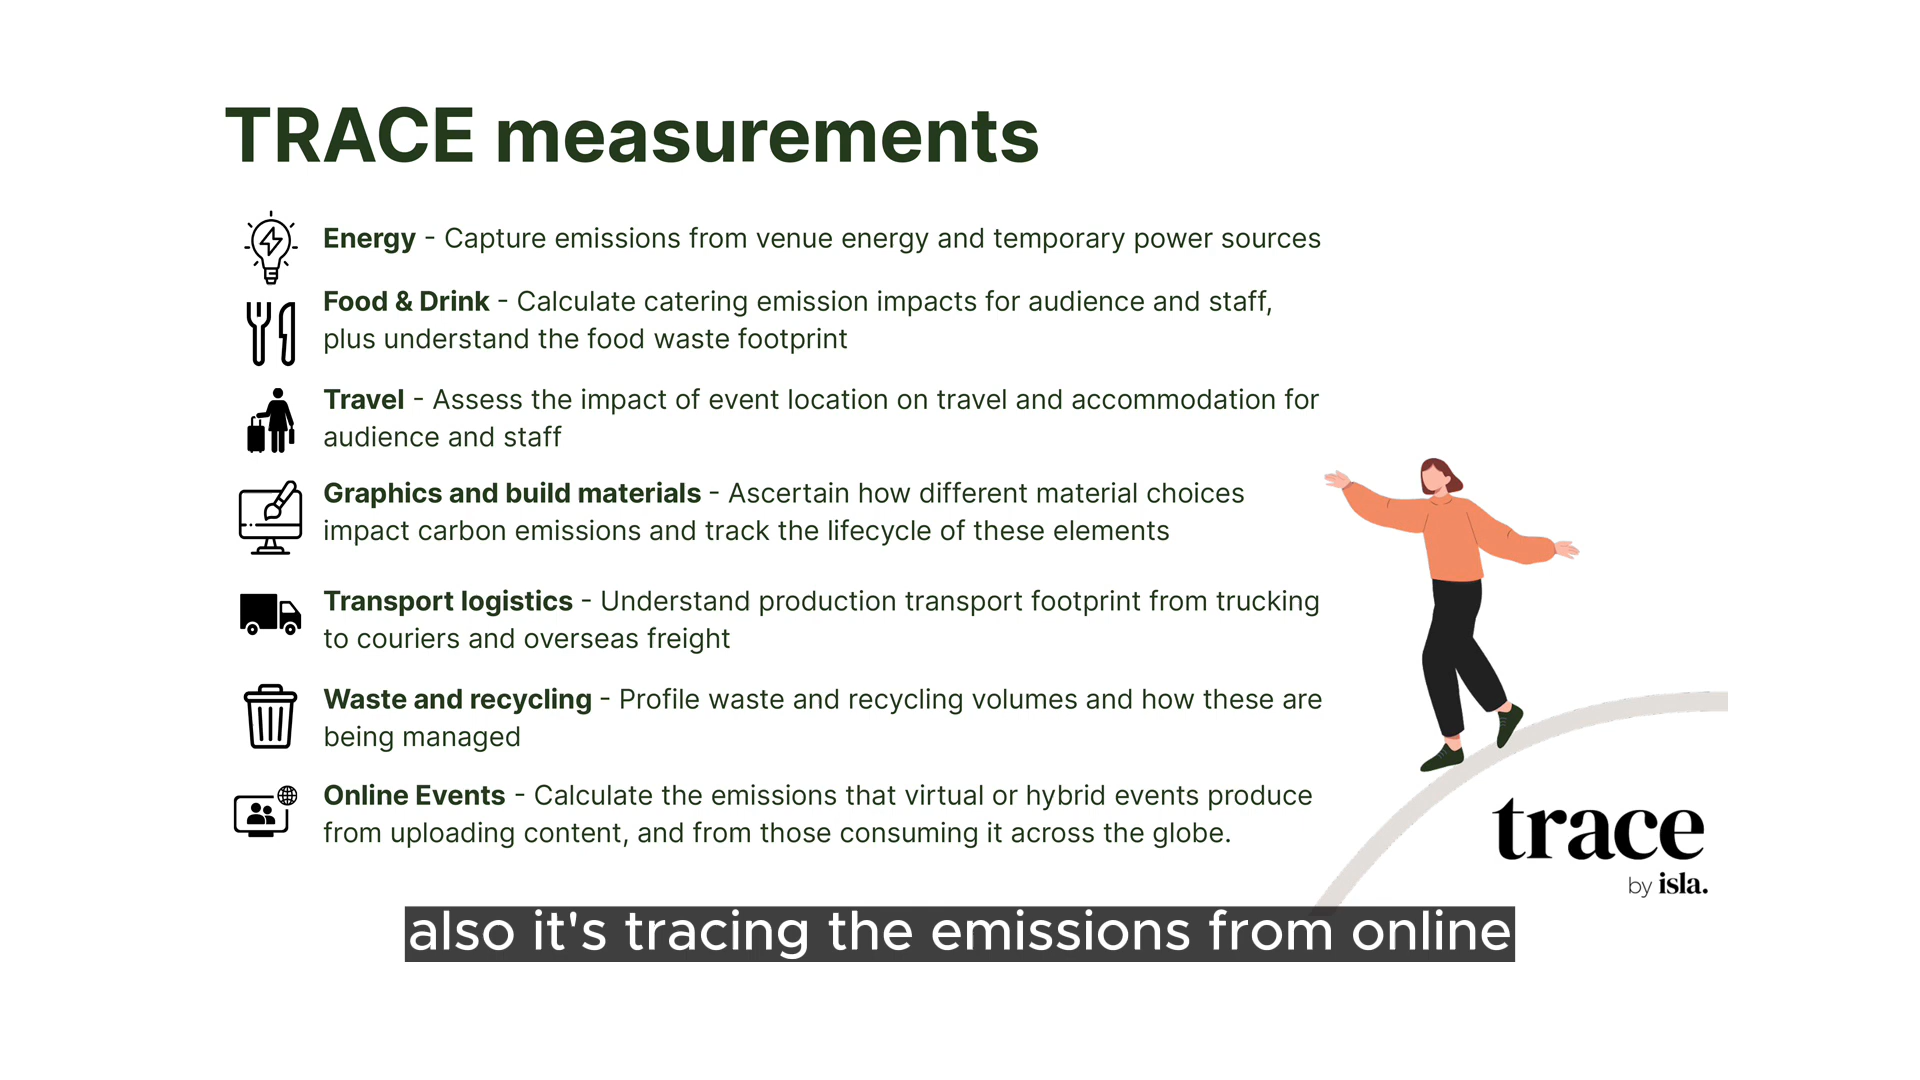 TRACE measurements
Energy - Capture emissions from venue energy and temporary power sources
Food & Drink - Calculate catering emission impacts for audience and staff,
plus understand the food waste footprint
Travel - Assess the impact of event location on travel and accommodation for
audience and staff
Graphics and build materials - Ascertain how different material choices
impact carbon emissions and track the lifecycle of these elements
Transport logistics - Understand production transport footprint from trucking
to couriers and overseas freight
Waste and recycling - Profile waste and recycling volumes and how these are
being managed
Online Events - Calculate the emissions that virtual or hybrid events produce
from uploading content, and from those consuming it across the globe.
trace
by isla.
also it's tracing the emissions from online